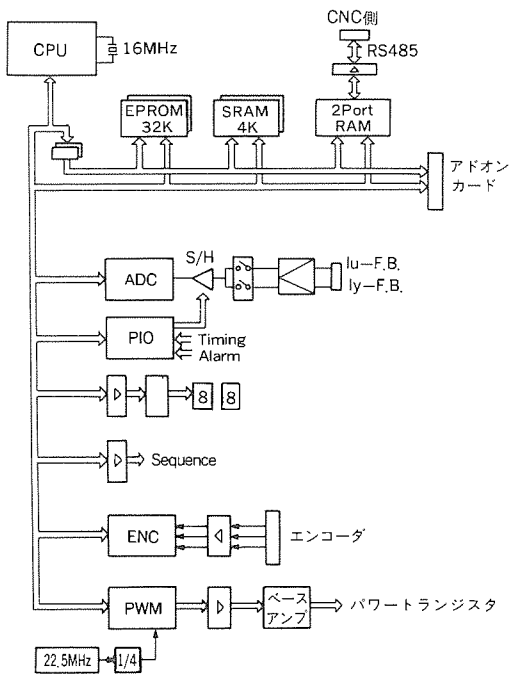 CNC側
CPU
16MHz
RS485
EPROM
32K
SRAM
4K
2Port
RAM
アドオン
カード
S/H
ADC
Iu-F.B.
Iy-F.B.
PIO
Timing
Alarm
8 8
Sequence
ENC
エンコーダ
PWM
ベース
アンプ
パワートランジスタ
22.5MHz
1/4